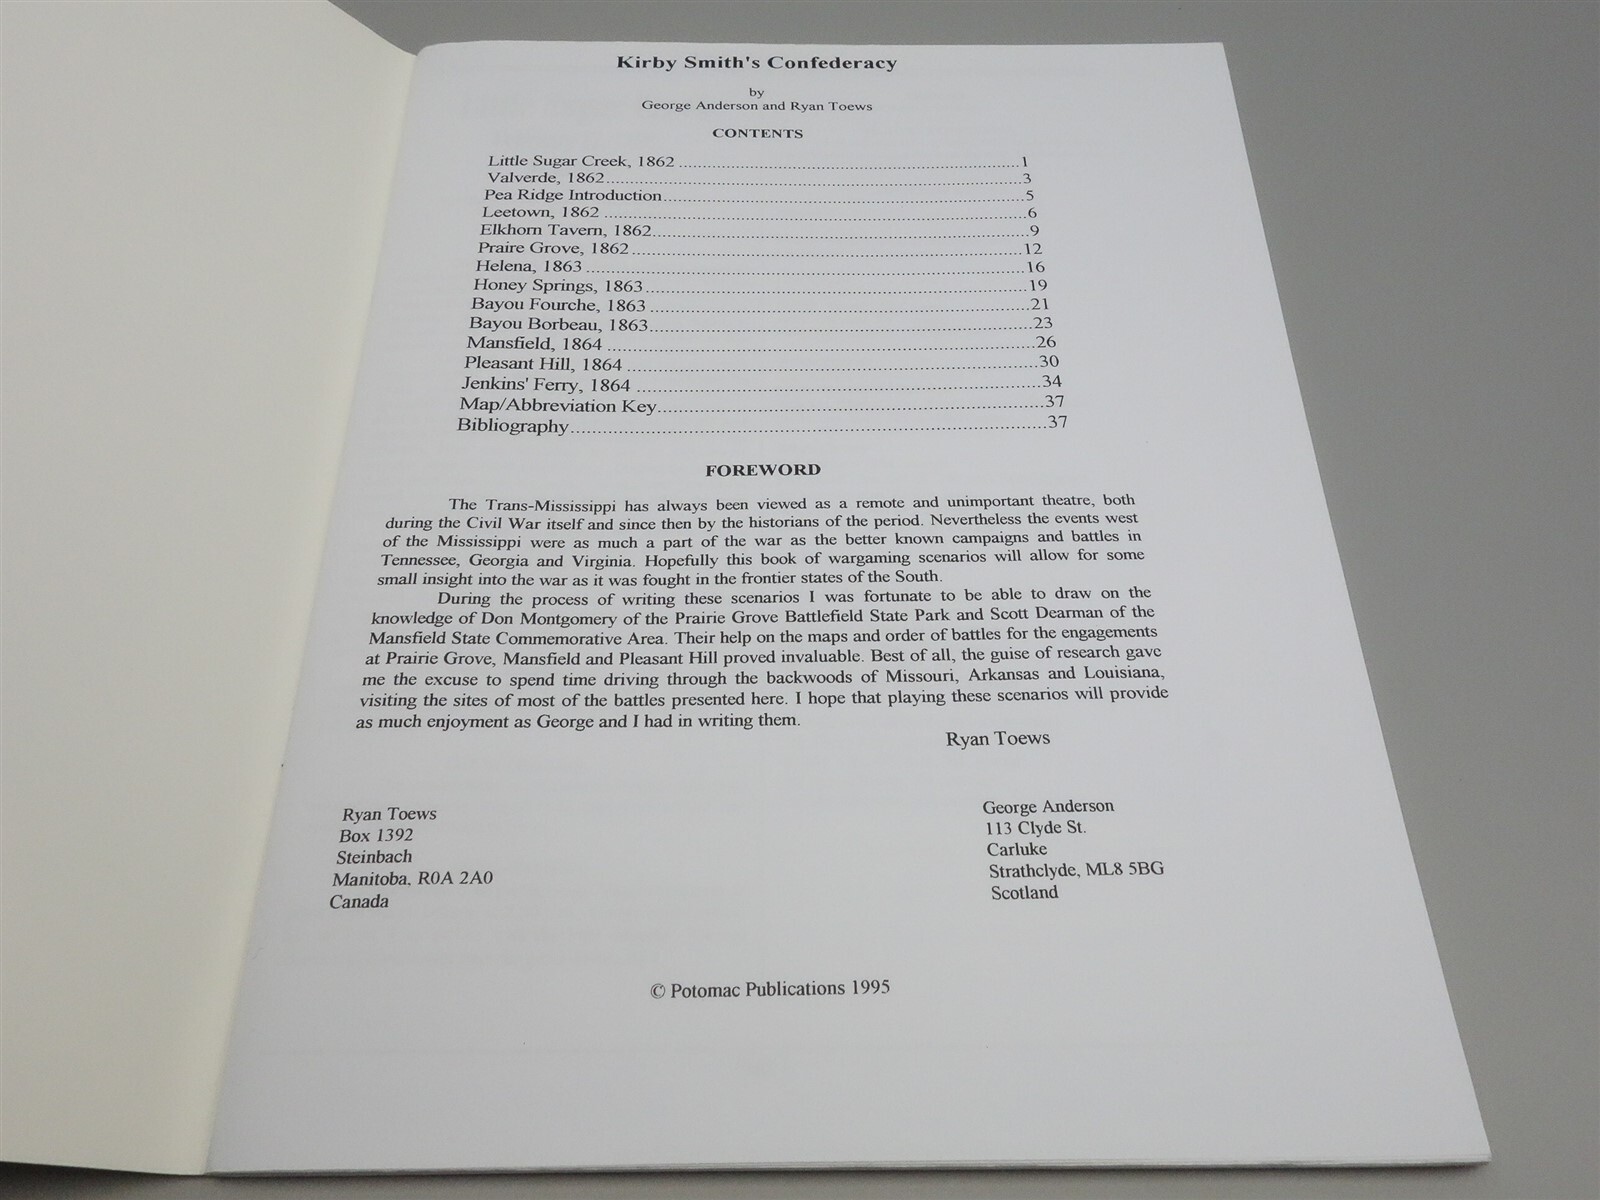 Kirby Smith's Confederacy
by
George Anderson and Ryan Toews
CONTENTS
Little Sugar Creek, 1862 ........................................................................1
Valverde, 1862........................................................................3
Pea Ridge Introduction........................................................................5
Leetown, 1862 ........................................................................6
Elkhorn Tavern, 1862........................................................................9
Praire Grove, 1862 ........................................................................12
Helena, 1863 ........................................................................16
Honey Springs, 1863........................................................................19
Bayou Fourche, 1863 ........................................................................21
Bayou Borbeau, 1863........................................................................23
Mansfield, 1864 ........................................................................26
Pleasant Hill, 1864 ........................................................................30
Jenkins' Ferry, 1864 ........................................................................34
Map/Abbreviation Key........................................................................37
Bibliography........................................................................37
FOREWORD
The Trans-Mississippi has always been viewed as a remote and unimportant theatre, both
during the Civil War itself and since then by the historians of the period. Nevertheless the events west
of the Mississippi were as much a part of the war as the better known campaigns and battles in
Tennessee, Georgia and Virginia. Hopefully this book of wargaming scenarios will allow for some
small insight into the war as it was fought in the frontier states of the South.
During the process of writing these scenarios I was fortunate to be able to draw on the
knowledge of Don Montgomery of the Prairie Grove Battlefield State Park and Scott Dearman of the
Mansfield State Commemorative Area. Their help on the maps and order of battles for the engagements
at Prairie Grove, Mansfield and Pleasant Hill proved invaluable. Best of all, the guise of research gave
me the excuse to spend time driving through the backwoods of Missouri, Arkansas and Louisiana,
visiting the sites of most of the battles presented here. I hope that playing these scenarios will provide
as much enjoyment as George and I had in writing them.
Ryan Toews
Ryan Toews
Box 1392
Steinbach
Manitoba, R0A 2A0
Canada
George Anderson
113 Clyde St.
Carluke
Strathclyde, ML8 5BG
Scotland
© Potomac Publications 1995